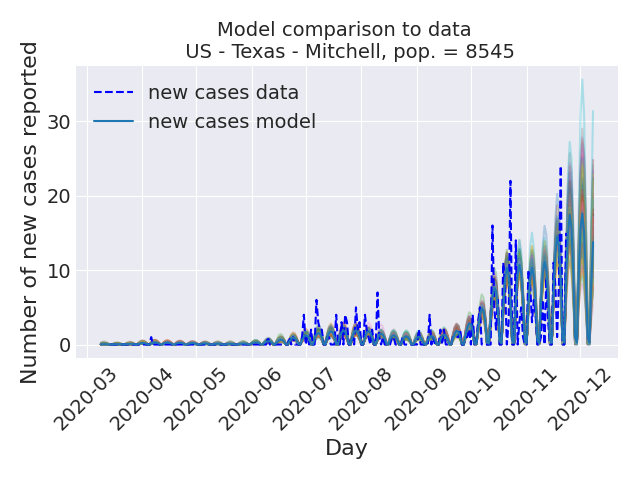 Model comparison to data
US - Texas - Mitchell, pop. = 8545
Number of new cases reported
new cases data
new cases model
30
20
10
0
2020-03
2020-04
2020-05
2020-06
2020-07
2020-08
2020-09
2020-10
2020-11
2020-12
Day